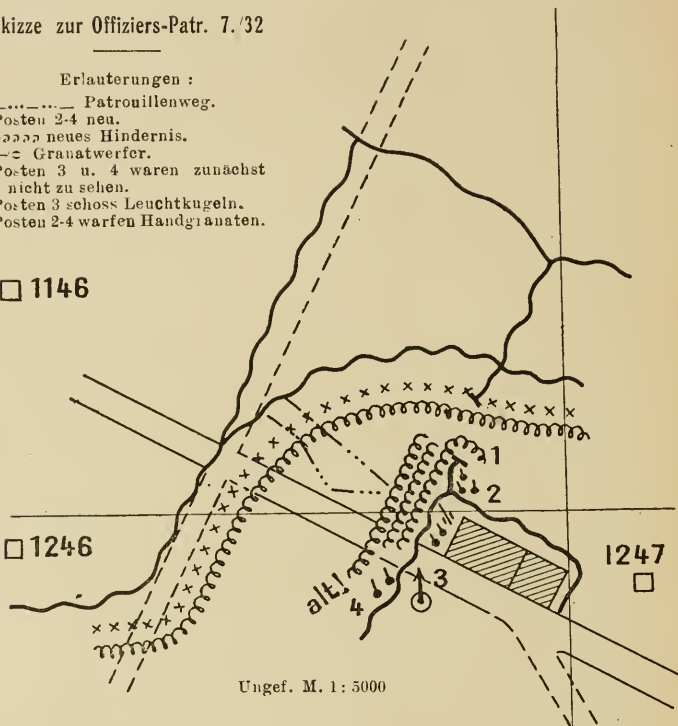 kizze zur Offiziers-Patr. 7./32
Erlauterungen :
Patrouillenweg.
Posten 2-4 neu.
neues Hindernis.
Granatwerfer.
Posten 3 u. 4 waren zunächst
nicht zu sehen.
Posten 3 schoss Leuchtkugeln.
Posten 2-4 warfen Handgranaten.
1146
1
2
1246
1247
3
alt!
4
Ungef. M. 1: 5000